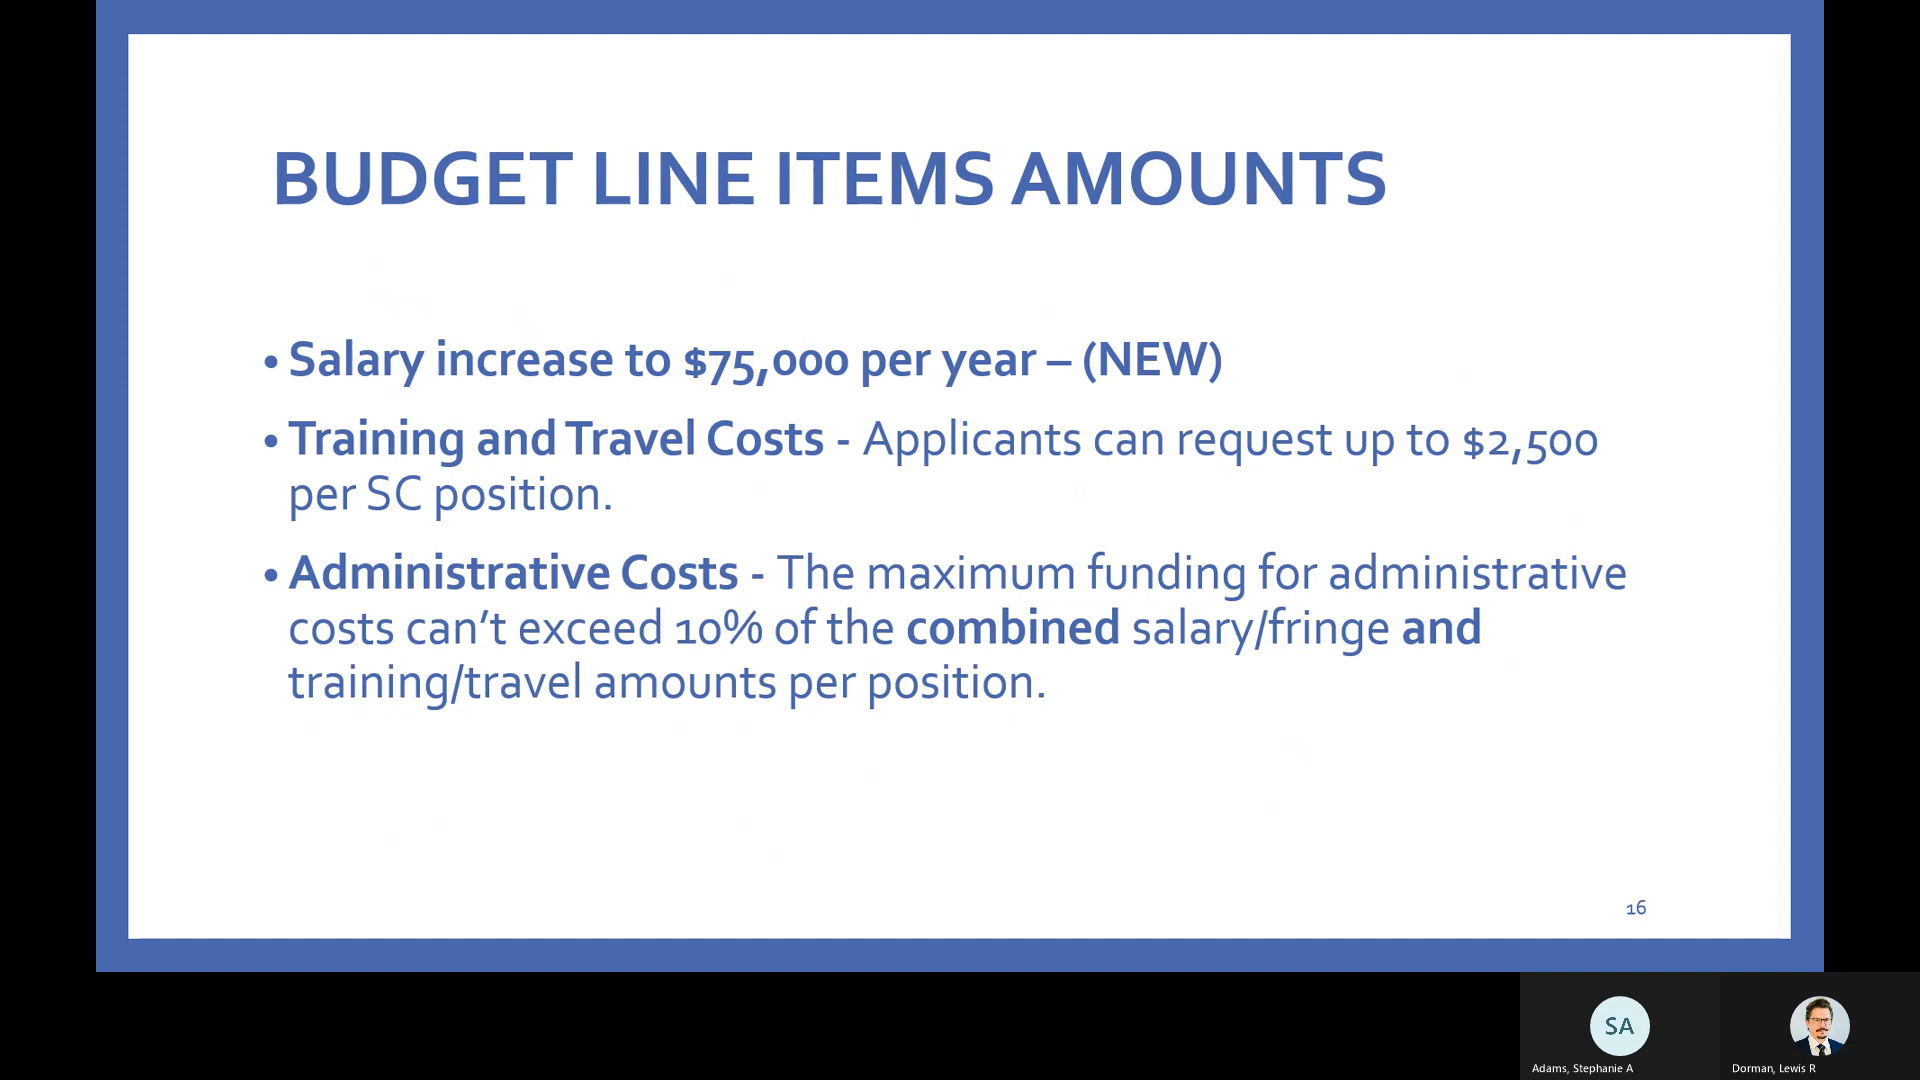 BUDGET LINE ITEMS AMOUNTS
• Salary increase to $75,000 per year – (NEW)
• Training and Travel Costs - Applicants can request up to $2,500
per SC position.
• Administrative Costs - The maximum funding for administrative
costs can’t exceed 10% of the combined salary/fringe and
training/travel amounts per position.
16
SA
Adams, Stephanie A
Dorman, Lewis R